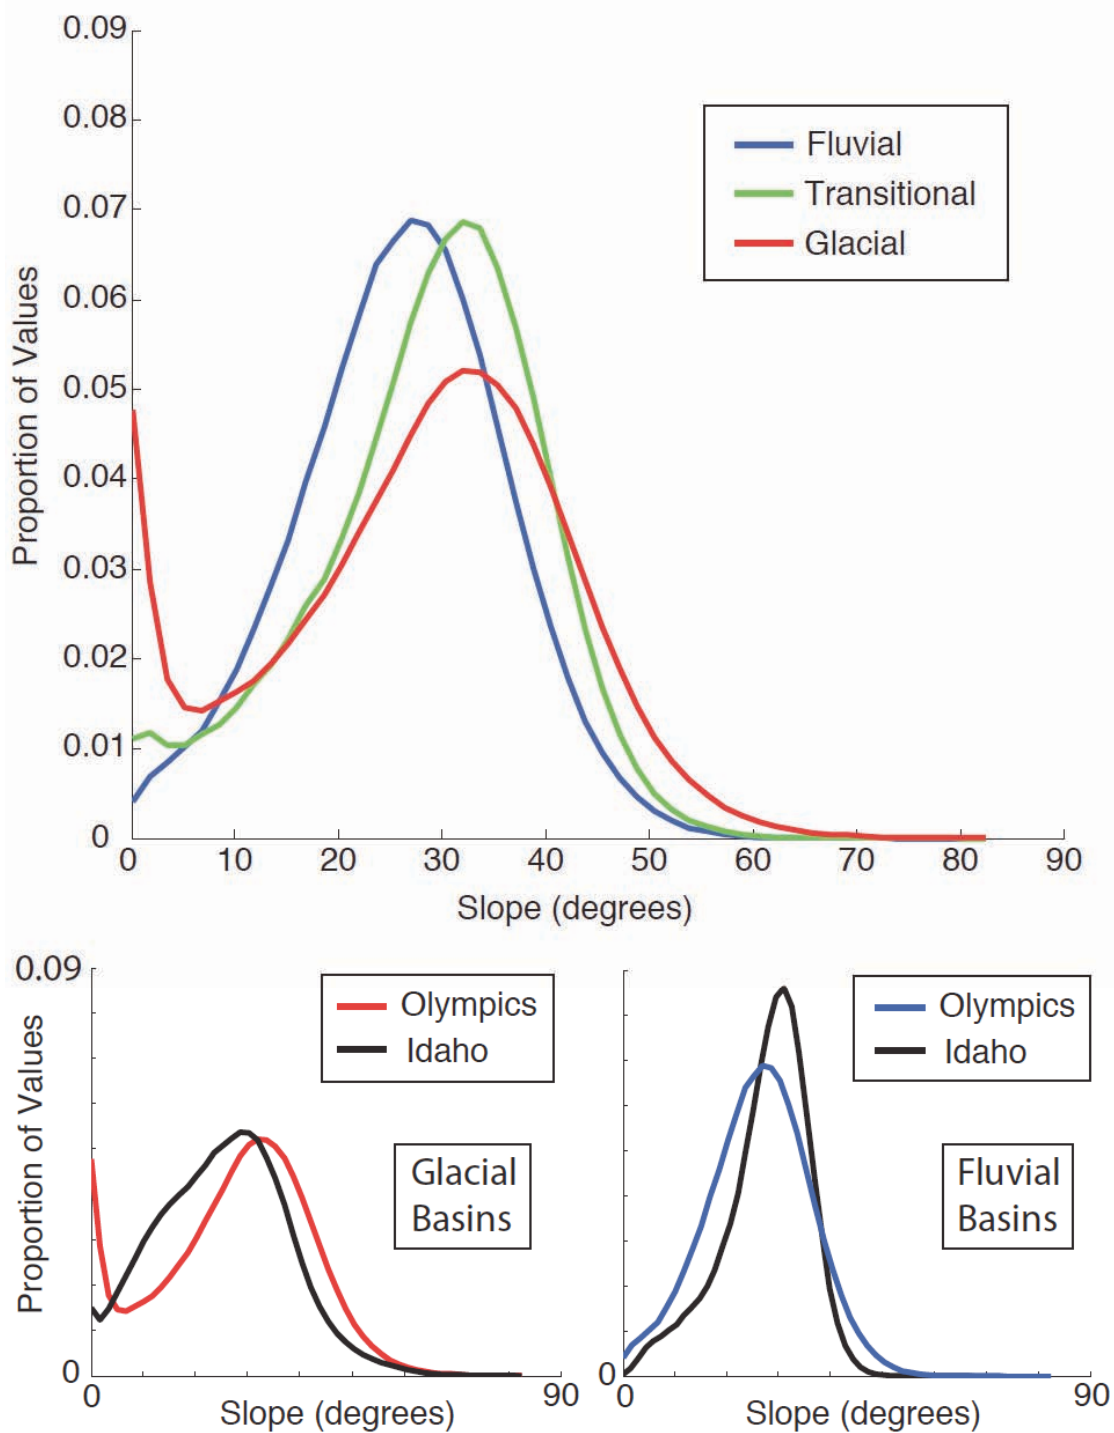 0.09
0.08
0.07
0.06
0.05
0.04
0.03
0.02
0.01
0
Proportion of Values
Fluvial
Transitional
Glacial
0 10 20 30 40 50 60 70 80 90
Slope (degrees)
0.09
0
Proportion of Values
Olympics
Idaho
Glacial
Basins
0 90
Slope (degrees)
Olympics
Idaho
Fluvial
Basins
0
0 90
Slope (degrees)